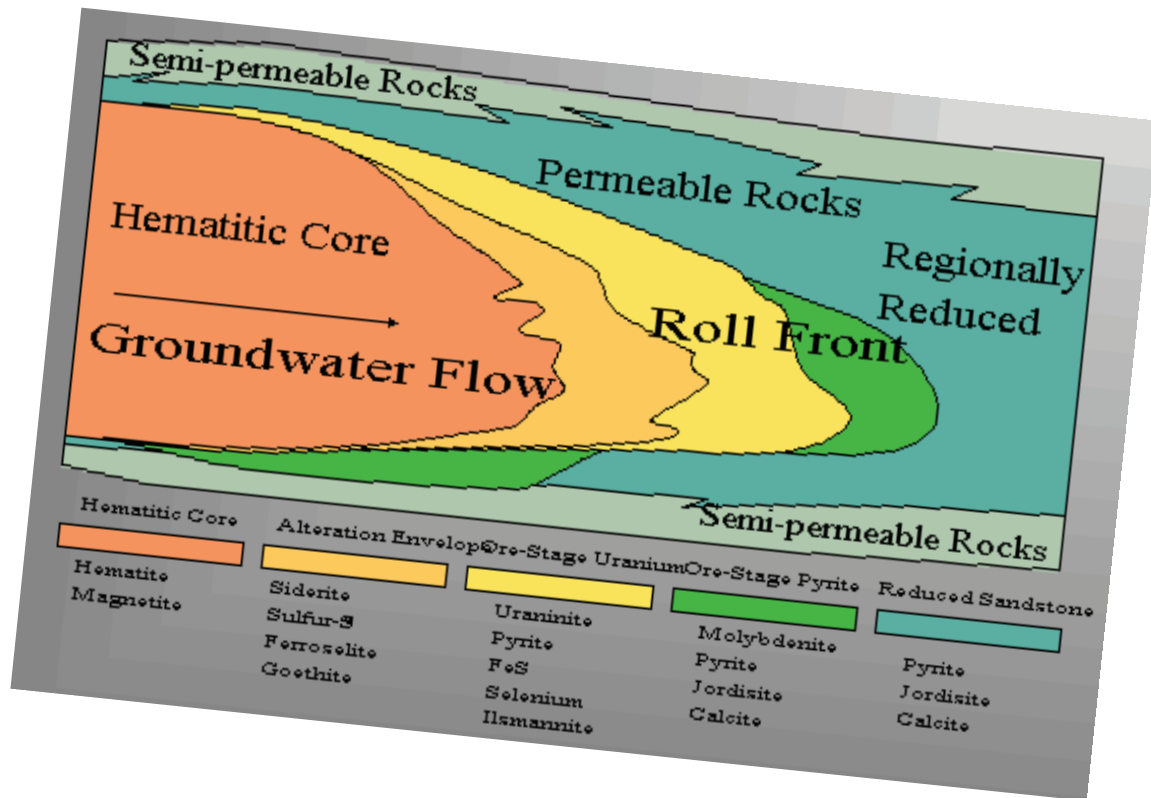 Semi-permeable Rocks
Permeable Rocks
Hematitic Core
Regionally
Reduced
Roll Front
Groundwater Flow
Semi-permeable Rocks
Hematitic Core
Hematite
Magnetite
Alteration Envelop
Siderite
Sulfur-S
Ferroselite
Goethite
Ore-Stage Uranium
Uraninite
Pyrite
FeS
Selenium
Ilsmannite
Ore-Stage Pyrite
Molybdenite
Pyrite
Jordisite
Calcite
Reduced Sandstone
Pyrite
Jordisite
Calcite